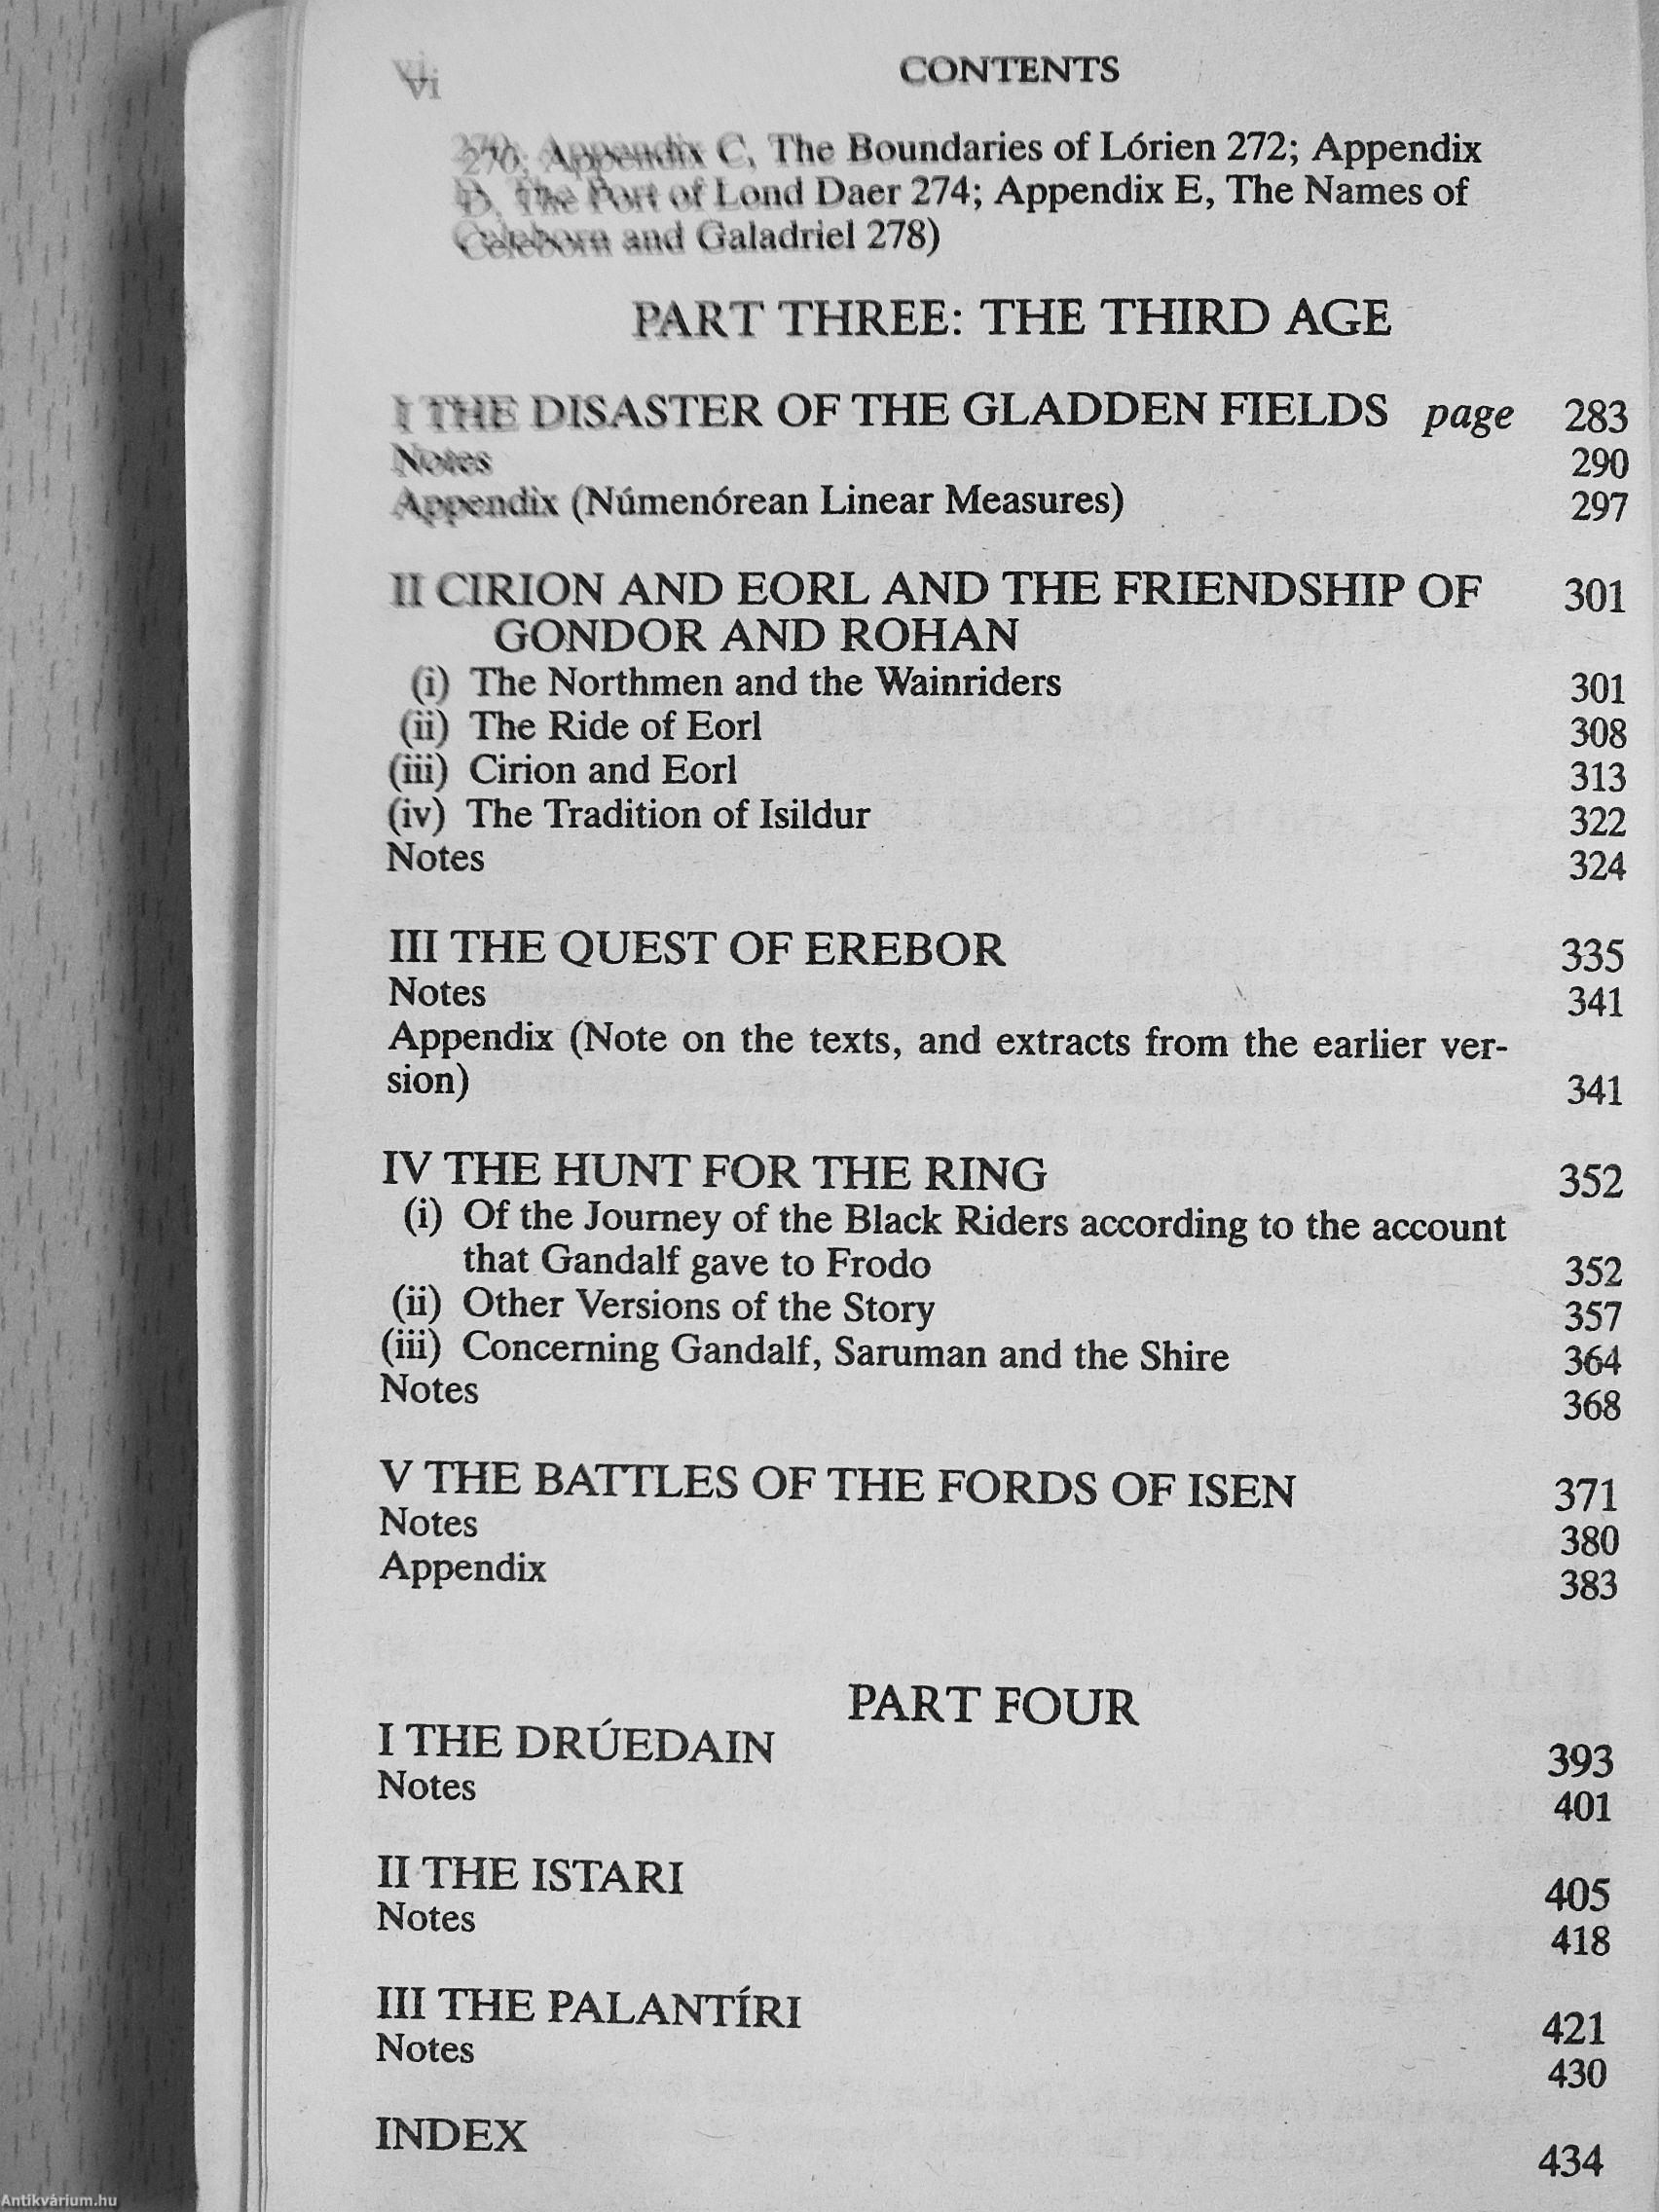 vi CONTENTS
270; Appendix C, The Boundaries of Lórien 272; Appendix
D, The Port of Lond Daer 274; Appendix E, The Names of
Celeborn and Galadriel 278)
PART THREE: THE THIRD AGE
I THE DISASTER OF THE GLADDEN FIELDS page 283
Notes 290
Appendix (Númenórean Linear Measures) 297
II CIRION AND EORL AND THE FRIENDSHIP OF 301
GONDOR AND ROHAN
(i) The Northmen and the Wainriders 301
(ii) The Ride of Eorl 308
(iii) Cirion and Eorl 313
(iv) The Tradition of Isildur 322
Notes 324
III THE QUEST OF EREBOR 335
Notes 341
Appendix (Note on the texts, and extracts from the earlier ver-
sion) 341
IV THE HUNT FOR THE RING 352
(i) Of the Journey of the Black Riders according to the account
that Gandalf gave to Frodo 352
(ii) Other Versions of the Story 357
(iii) Concerning Gandalf, Saruman and the Shire 364
Notes 368
V THE BATTLES OF THE FORDS OF ISEN 371
Notes 380
Appendix 383
PART FOUR
I THE DRÚEDAIN 393
Notes 401
II THE ISTARI 405
Notes 418
III THE PALANTÍRI 421
Notes 430
INDEX 434
Antikvárium.hu